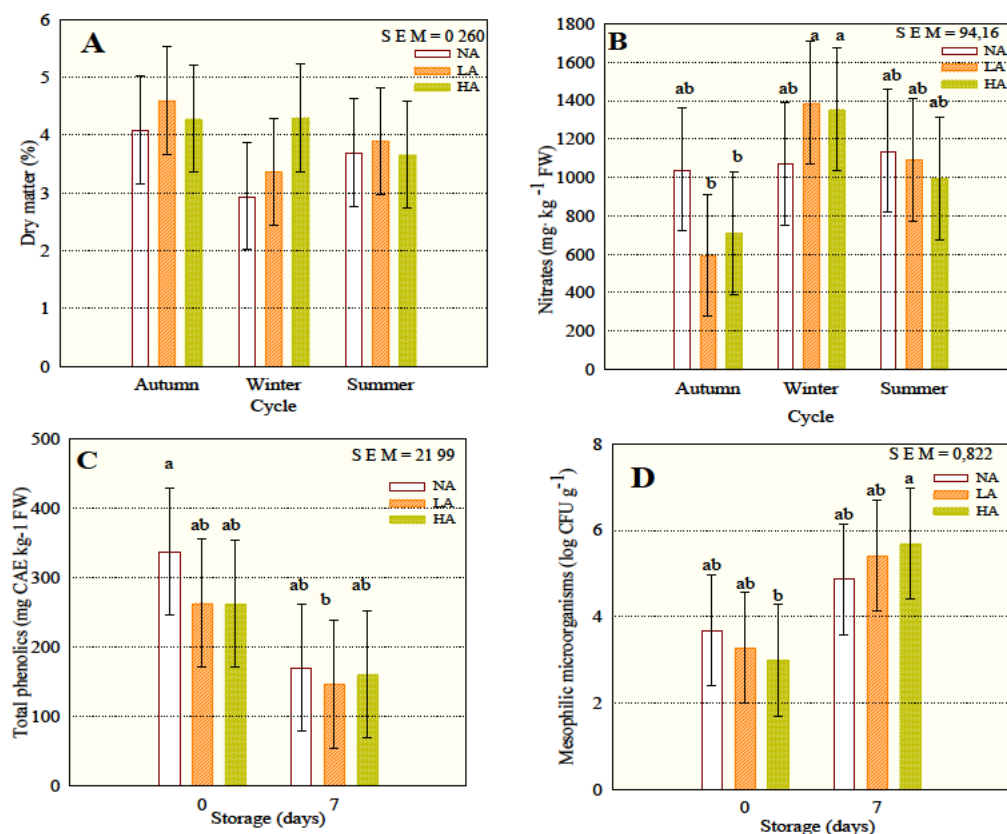 A
S E M = 0 260
NA
LA
HA
6
5
4
3
2
1
0
Dry matter (%)
Autumn Winter Summer
Cycle
B
S E M = 94,16
NA
LA
HA
1800
1600
1400
1200
1000
800
600
400
200
0
Nitrates (mg· kg -1 FW)
ab b b ab a a ab ab ab
Autumn Winter Summer
Cycle
C
S E M = 21 99
NA
LA
HA
500
400
300
200
100
0
Total phenolics (mg CAE kg-1 FW)
a ab ab ab b ab
0 7
Storage (days)
D
S E M = 0,822
NA
LA
HA
8
6
4
2
0
Mesophilic microorganisms (log CFU g-1)
ab ab b ab ab a
0 7
Storage (days)